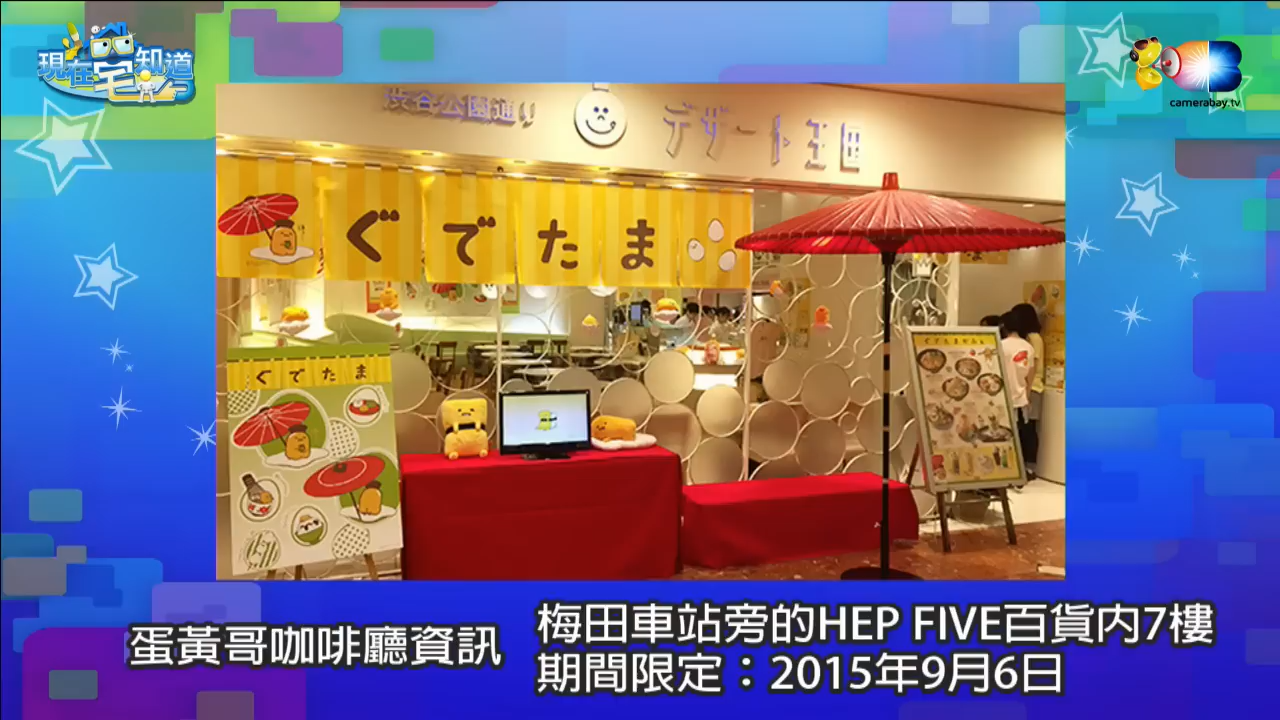 現在宅知道
camerabay.tv
渋谷公園通り
デザート王国
ぐでたま
ぐでたま
蛋黃哥咖啡廳資訊
梅田車站旁的HEP FIVE百貨內7樓
期間限定：2015年9月6日